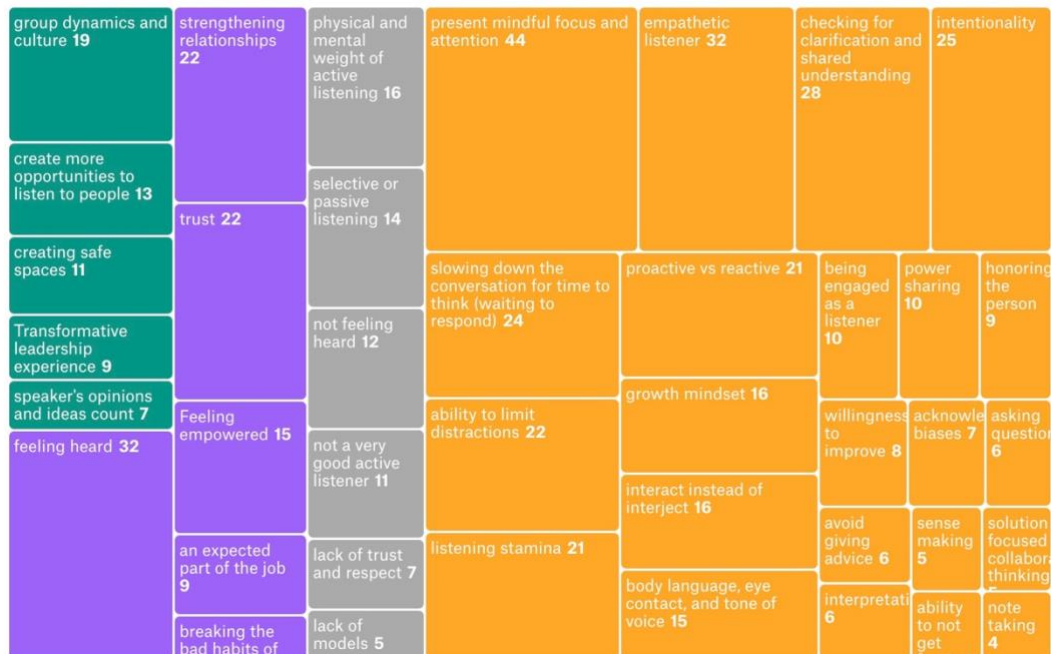 group dynamics and
culture 19
create more
opportunities to
listen to people 13
creating safe
spaces 11
Transformative
leadership
experience 9
speaker's opinions
and ideas count 7
feeling heard 32
strengthening
relationships
22
trust 22
Feeling
empowered 15
an expected
part of the job
9
breaking the
bad habits of
physical and
mental
weight of
active
listening 16
selective or
passive
listening 14
not feeling
heard 12
not a very
good active
listener 11
lack of trust
and respect 7
lack of
models 5
present mindful focus and
attention 44
empathetic
listener 32
checking for
clarification and
shared
understanding
28
intentionality
25
slowing down the
conversation for time to
think (waiting to
respond) 24
ability to limit
distractions 22
listening stamina 21
proactive vs reactive 21
growth mindset 16
interact instead of
interject 16
body language, eye
contact, and tone of
voice 15
being
engaged
as a
listener
10
power
sharing
10
honoring
the
person
9
willingness
to
improve 8
acknowle
biases 7
asking
question
6
avoid
giving
advice 6
sense
making
5
solution
focused
collabora
thinking
interpretati
6
ability
to not
get
note
taking
4